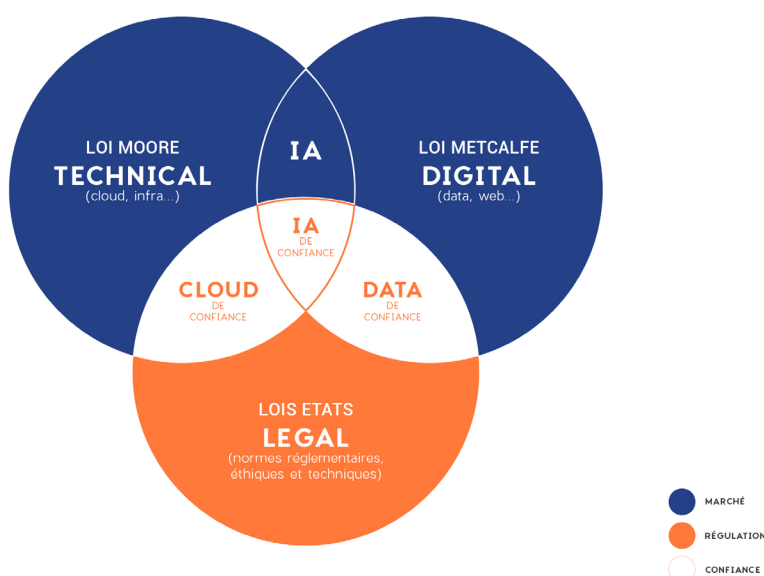 LOI MOORE
TECHNICAL
(cloud, infra...)
IA
LOI METCALFE
DIGITAL
(data, web...)
IA
DE
CONFIANCE
CLOUD
DE
CONFIANCE
DATA
DE
CONFIANCE
LOIS ETATS
LEGAL
(normes réglementaires,
éthiques et techniques)
MARCHÉ
RÉGULATION
CONFIANCE